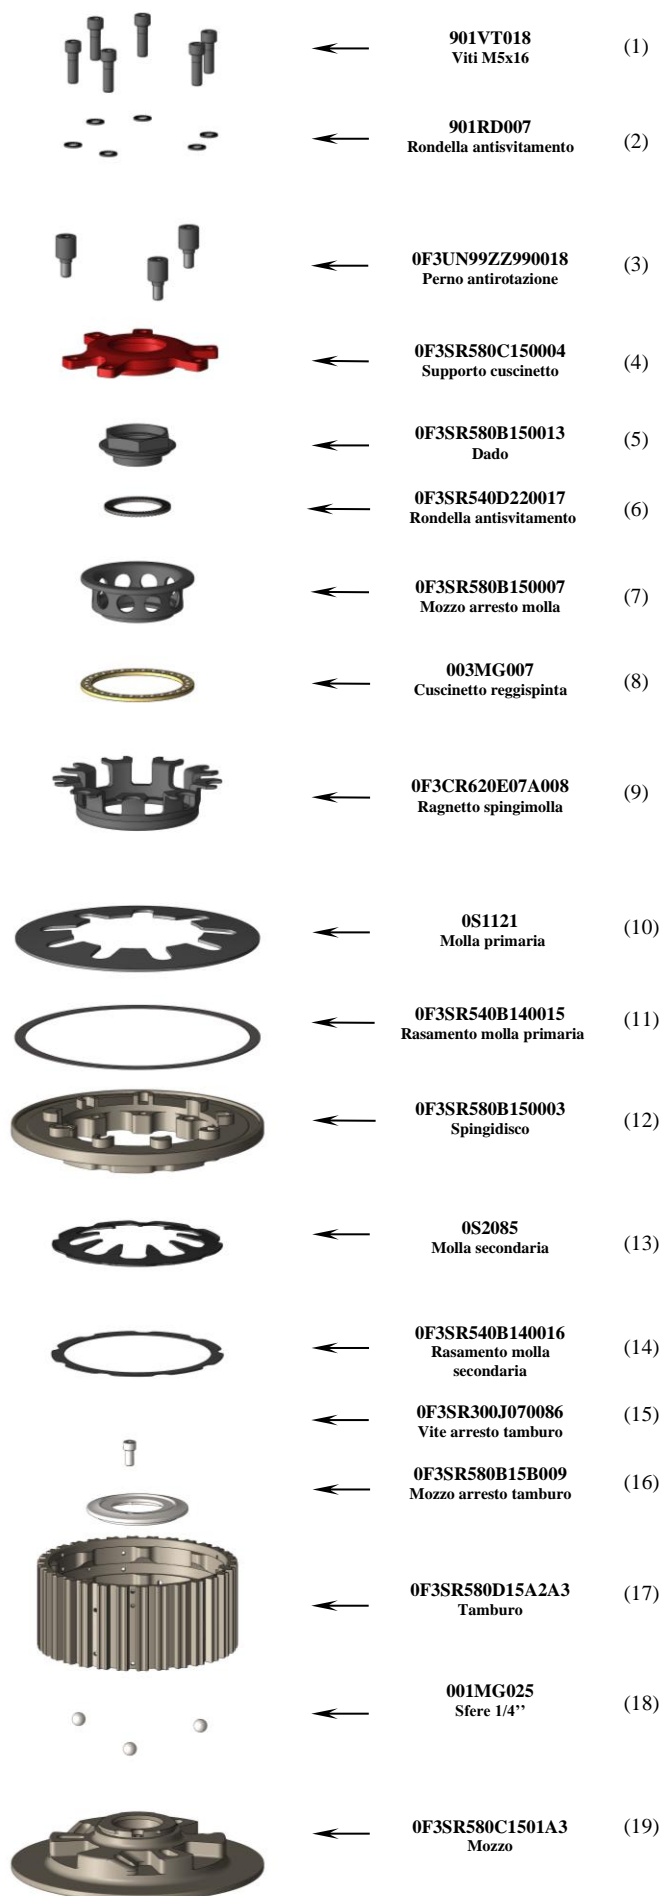 901VT018 (1)
Viti M5x16
901RD007 (2)
Rondella antisvitamento
0F3UN99ZZ990018 (3)
Perno antirotazione
0F3SR580C150004 (4)
Supporto cuscinetto
0F3SR580B150013 (5)
Dado
0F3SR540D220017 (6)
Rondella antisvitamento
0F3SR580B150007 (7)
Mozzo arresto molla
003MG007 (8)
Cuscinetto reggispinta
0F3CR620E07A008 (9)
Ragnetto spingimolla
0S1121 (10)
Molla primaria
0F3SR540B140015 (11)
Rasamento molla primaria
0F3SR580B150003 (12)
Spingidisco
0S2085 (13)
Molla secondaria
0F3SR540B140016 (14)
Rasamento molla
secondaria
0F3SR300J070086 (15)
Vite arresto tamburo
0F3SR580B15B009 (16)
Mozzo arresto tamburo
0F3SR580D15A2A3 (17)
Tamburo
001MG025 (18)
Sfere 1/4’’
0F3SR580C1501A3 (19)
Mozzo